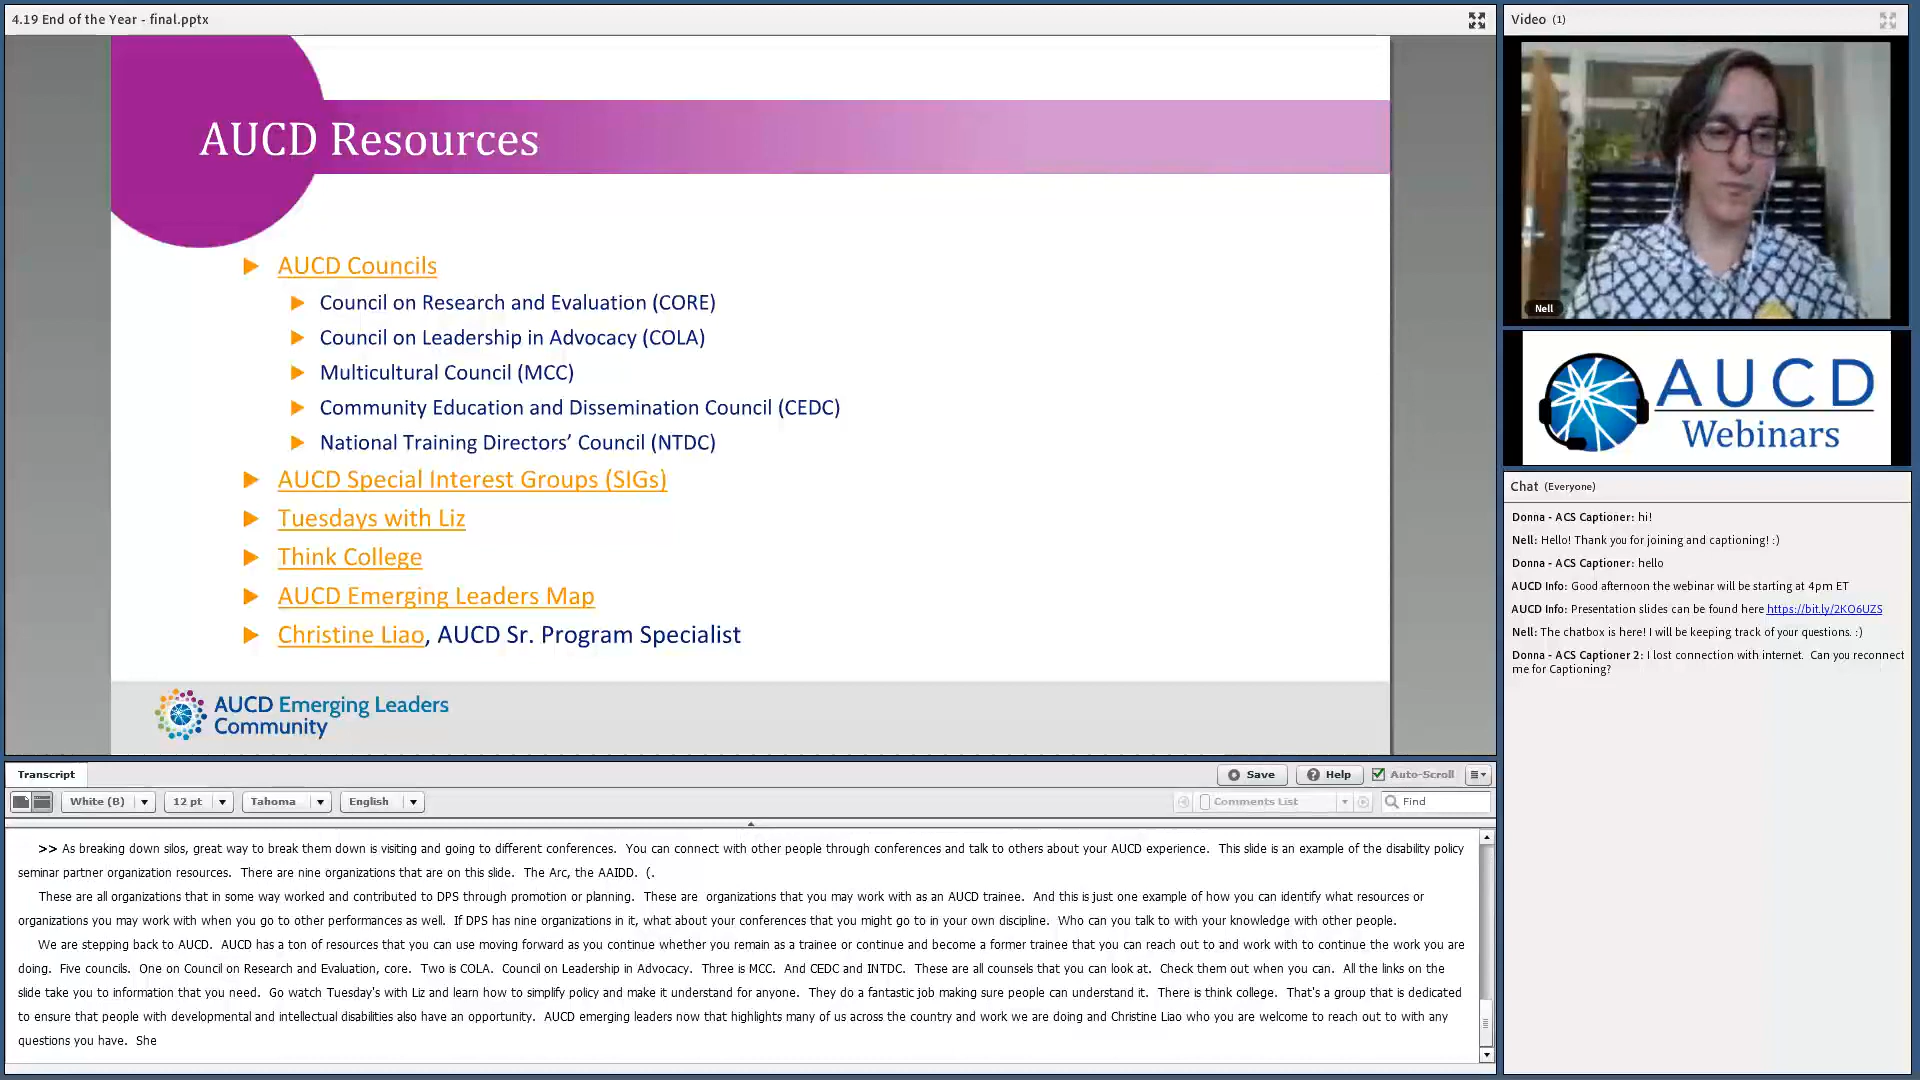 4.19 End of the Year - final.pptx
AUCD Resources
AUCD Councils
Council on Research and Evaluation (CORE)
Council on Leadership in Advocacy (COLA)
Multicultural Council (MCC)
Community Education and Dissemination Council (CEDC)
National Training Directors’ Council (NTDC)
AUCD Special Interest Groups (SIGs)
Tuesdays with Liz
Think College
AUCD Emerging Leaders Map
Christine Liao, AUCD Sr. Program Specialist
AUCD Emerging Leaders
Community
Video (1)
Nell
AUCD
Webinars
Chat (Everyone)
Donna - ACS Captioner: hi!
Nell: Hello! Thank you for joining and captioning! :)
Donna - ACS Captioner: hello
AUCD Info: Good afternoon the webinar will be starting at 4pm ET
AUCD Info: Presentation slides can be found here https://bit.ly/2KO6UZS
Nell: The chatbox is here! I will be keeping track of your questions. :)
Donna - ACS Captioner 2: I lost connection with internet. Can you reconnect
me for Captioning?
Transcript
Save
Help
Auto-Scroll
White (B)
12 pt
Tahoma
English
Comments List
Find
>> As breaking down silos, great way to break them down is visiting and going to different conferences. You can connect with other people through conferences and talk to others about your AUCD experience. This slide is an example of the disability policy
seminar partner organization resources. There are nine organizations that are on this slide. The Arc, the AAIDD. (.
These are all organizations that in some way worked and contributed to DPS through promotion or planning. These are organizations that you may work with as an AUCD trainee. And this is just one example of how you can identify what resources or
organizations you may work with when you go to other performances as well. If DPS has nine organizations in it, what about your conferences that you might go to in your own discipline. Who can you talk to with your knowledge with other people.
We are stepping back to AUCD. AUCD has a ton of resources that you can use moving forward as you continue whether you remain as a trainee or continue and become a former trainee that you can reach out to and work with to continue the work you are
doing. Five councils. One on Council on Research and Evaluation, core. Two is COLA. Council on Leadership in Advocacy. Three is MCC. And CEDC and INTDC. These are all counsels that you can look at. Check them out when you can. All the links on the
slide take you to information that you need. Go watch Tuesday's with Liz and learn how to simplify policy and make it understand for anyone. They do a fantastic job making sure people can understand it. There is think college. That's a group that is dedicated
to ensure that people with developmental and intellectual disabilities also have an opportunity. AUCD emerging leaders now that highlights many of us across the country and work we are doing and Christine Liao who you are welcome to reach out to with any
questions you have. She